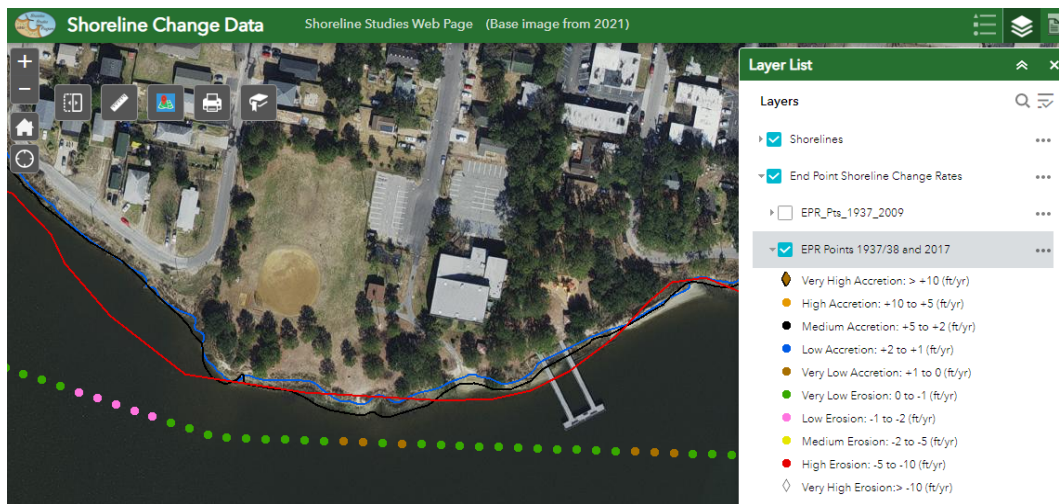 Shoreline Change Data
Shoreline Studies Web Page (Base image from 2021)
Layer List
Layers
Shorelines
End Point Shoreline Change Rates
EPR_Pts_1937_2009
EPR Points 1937/38 and 2017
Very High Accretion: > +10 (ft/yr)
High Accretion: +10 to +5 (ft/yr)
Medium Accretion: +5 to +2 (ft/yr)
Low Accretion: +2 to +1 (ft/yr)
Very Low Accretion: +1 to 0 (ft/yr)
Very Low Erosion: 0 to -1 (ft/yr)
Low Erosion: -1 to -2 (ft/yr)
Medium Erosion: -2 to -5 (ft/yr)
High Erosion: -5 to -10 (ft/yr)
Very High Erosion:> -10 (ft/yr)